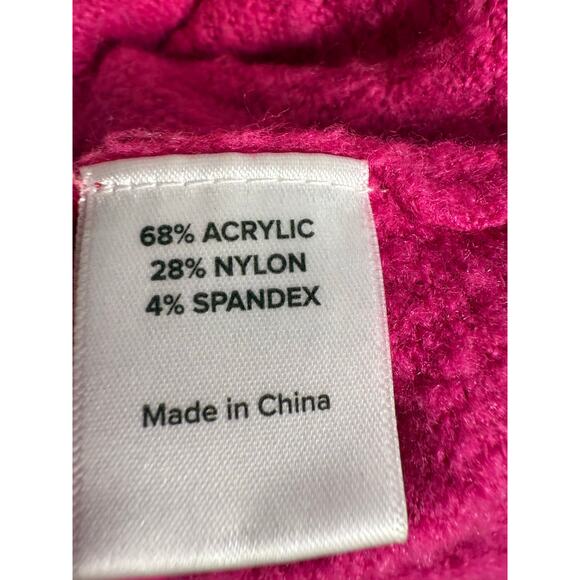 68% ACRYLIC
28% NYLON
4% SPANDEX
Made in China